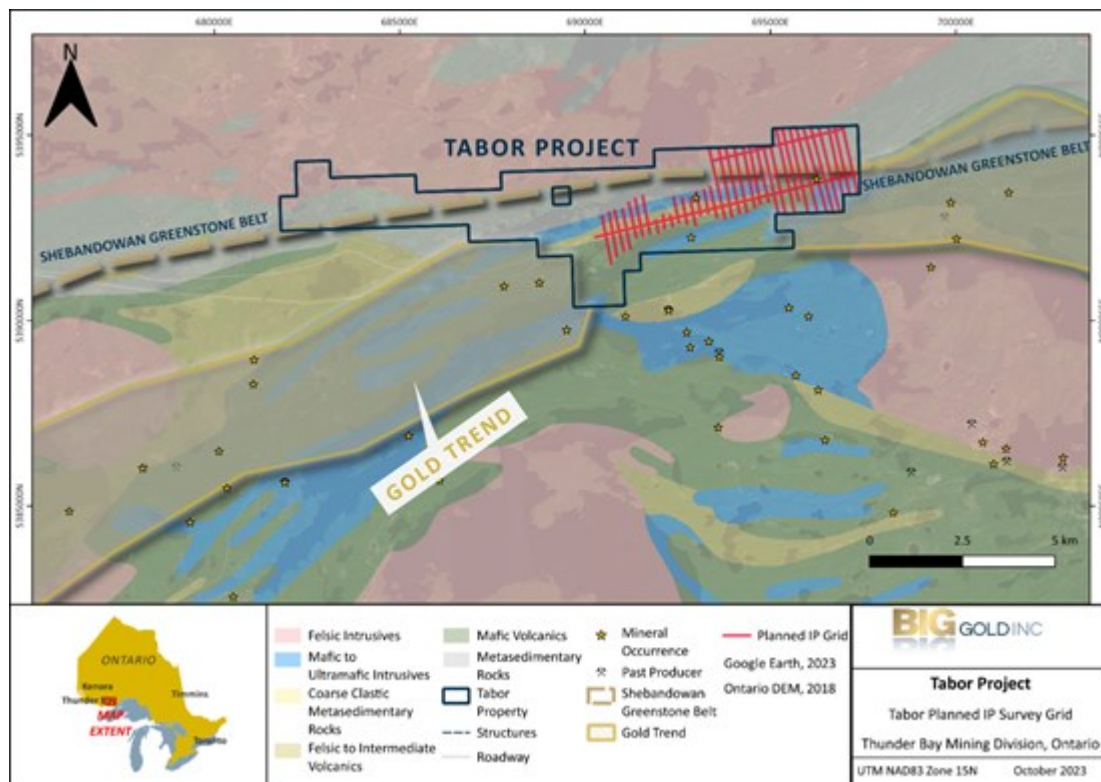 680000E 685000E 690000E 695000E 700000E
N
5395000N
TABOR PROJECT
SHEBANDOWAN GREENSTONE BELT
SHEBANDOWAN GREENSTONE BELT
5390000N
GOLD TREND
5385000N
0 2.5 5 km
ONTARIO
Kenora
Thunder Bay
Timmins
MAP
EXTENT
Toronto
Felsic Intrusives
Mafic to
Ultramafic Intrusives
Coarse Clastic
Metasedimentary
Rocks
Felsic to Intermediate
Volcanics
Mafic Volcanics
Metasedimentary
Rocks
Tabor
Property
Structures
Roadway
Mineral
Occurrence
Past Producer
Shebandowan
Greenstone Belt
Gold Trend
Planned IP Grid
Google Earth, 2023
Ontario DEM, 2018
BIG GOLD INC
Tabor Project
Tabor Planned IP Survey Grid
Thunder Bay Mining Division, Ontario
UTM NAD83 Zone 15N October 2023